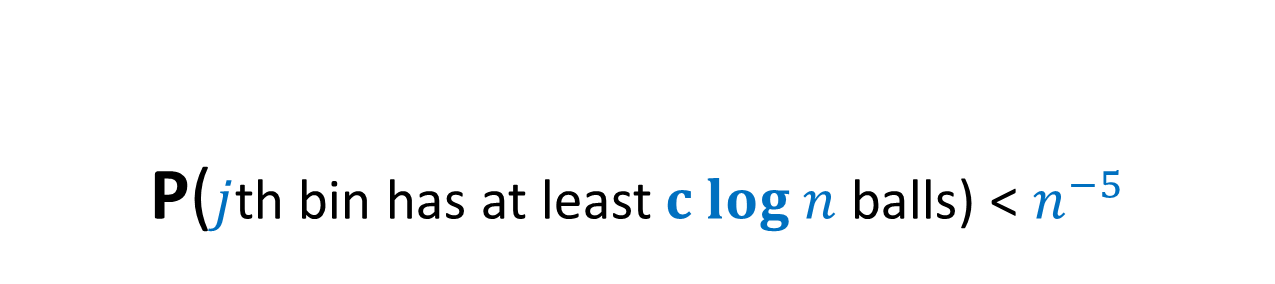 P(jth bin has at least c log n balls) < n⁻⁵